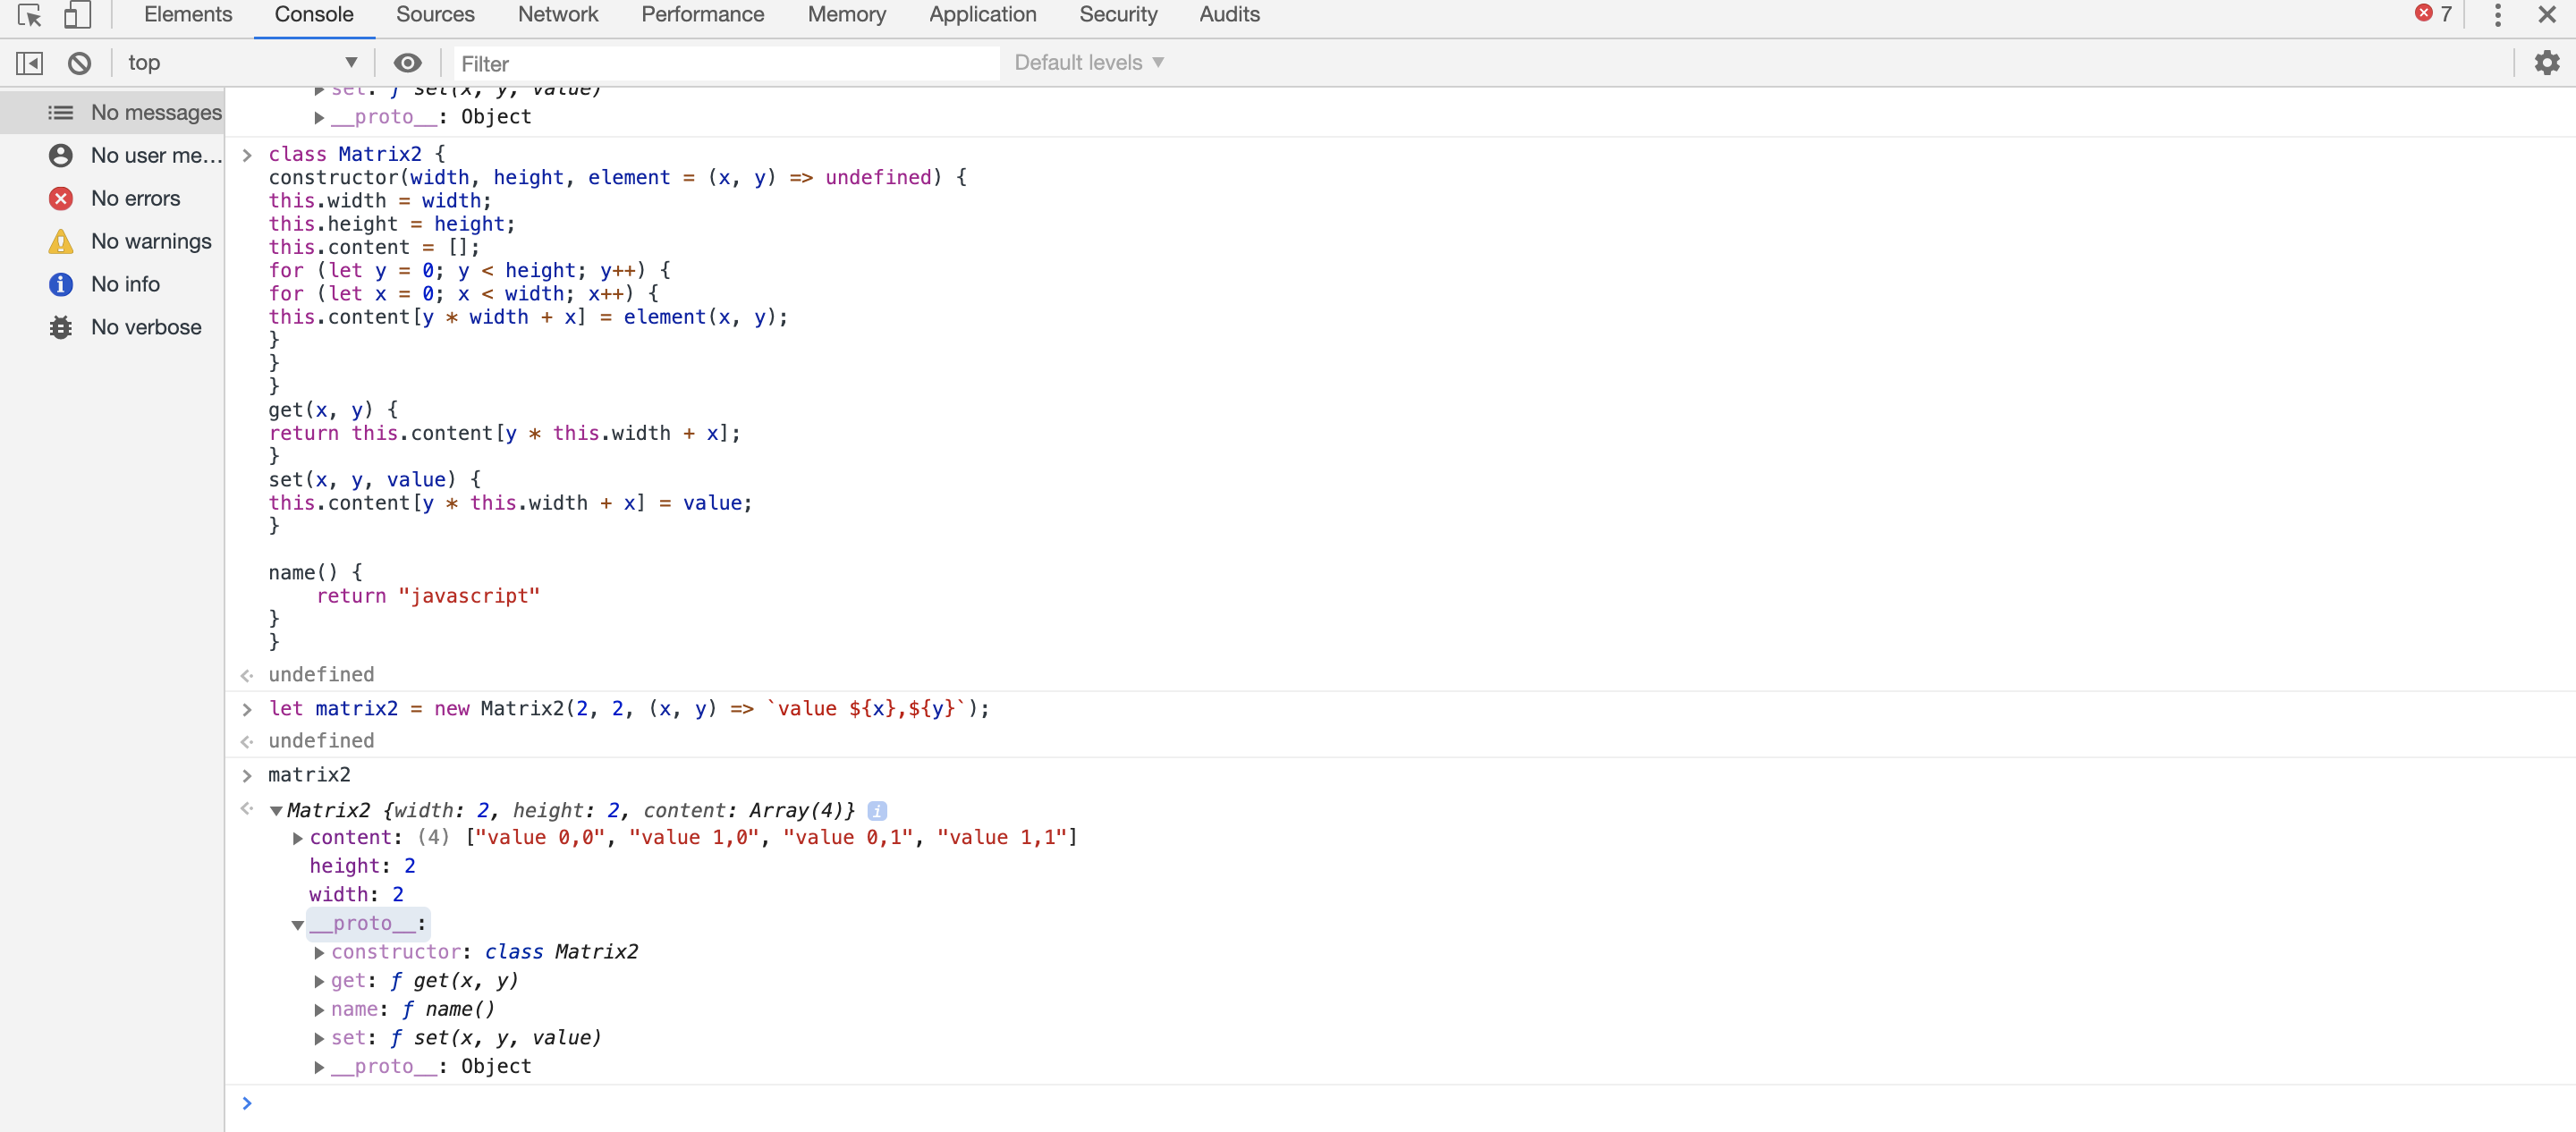 Elements Console Sources Network Performance Memory Application Security Audits 7
top Filter Default levels
No messages
No user me...
No errors
No warnings
No info
No verbose
set: ƒ set(x, y, value)
__proto__: Object
class Matrix2 {
constructor(width, height, element = (x, y) => undefined) {
this.width = width;
this.height = height;
this.content = [];
for (let y = 0; y < height; y++) {
for (let x = 0; x < width; x++) {
this.content[y * width + x] = element(x, y);
}
}
}
get(x, y) {
return this.content[y * this.width + x];
}
set(x, y, value) {
this.content[y * this.width + x] = value;
}
name() {
return "javascript"
}
}
undefined
let matrix2 = new Matrix2(2, 2, (x, y) => `value ${x},${y}`);
undefined
matrix2
Matrix2 {width: 2, height: 2, content: Array(4)} i
content: (4) ["value 0,0", "value 1,0", "value 0,1", "value 1,1"]
height: 2
width: 2
__proto__:
constructor: class Matrix2
get: ƒ get(x, y)
name: ƒ name()
set: ƒ set(x, y, value)
__proto__: Object